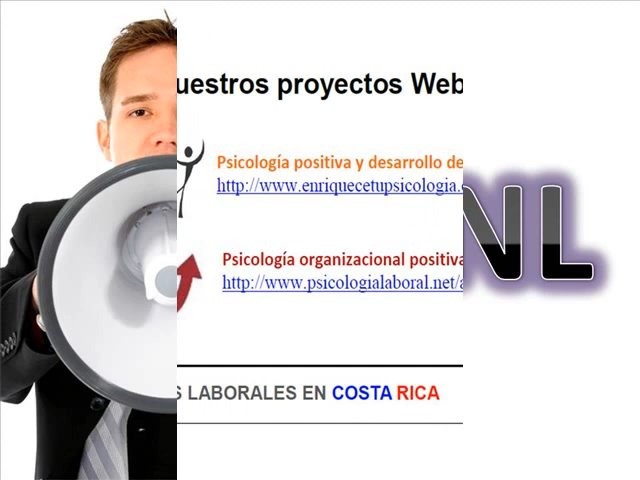 uestros proyectos Web
Psicología positiva y desarrollo de
http://www.enriquecetupsicologia.
Psicología organizacional positiva
http://www.psicologialaboral.net/a
S LABORALES EN COSTA RICA
NL